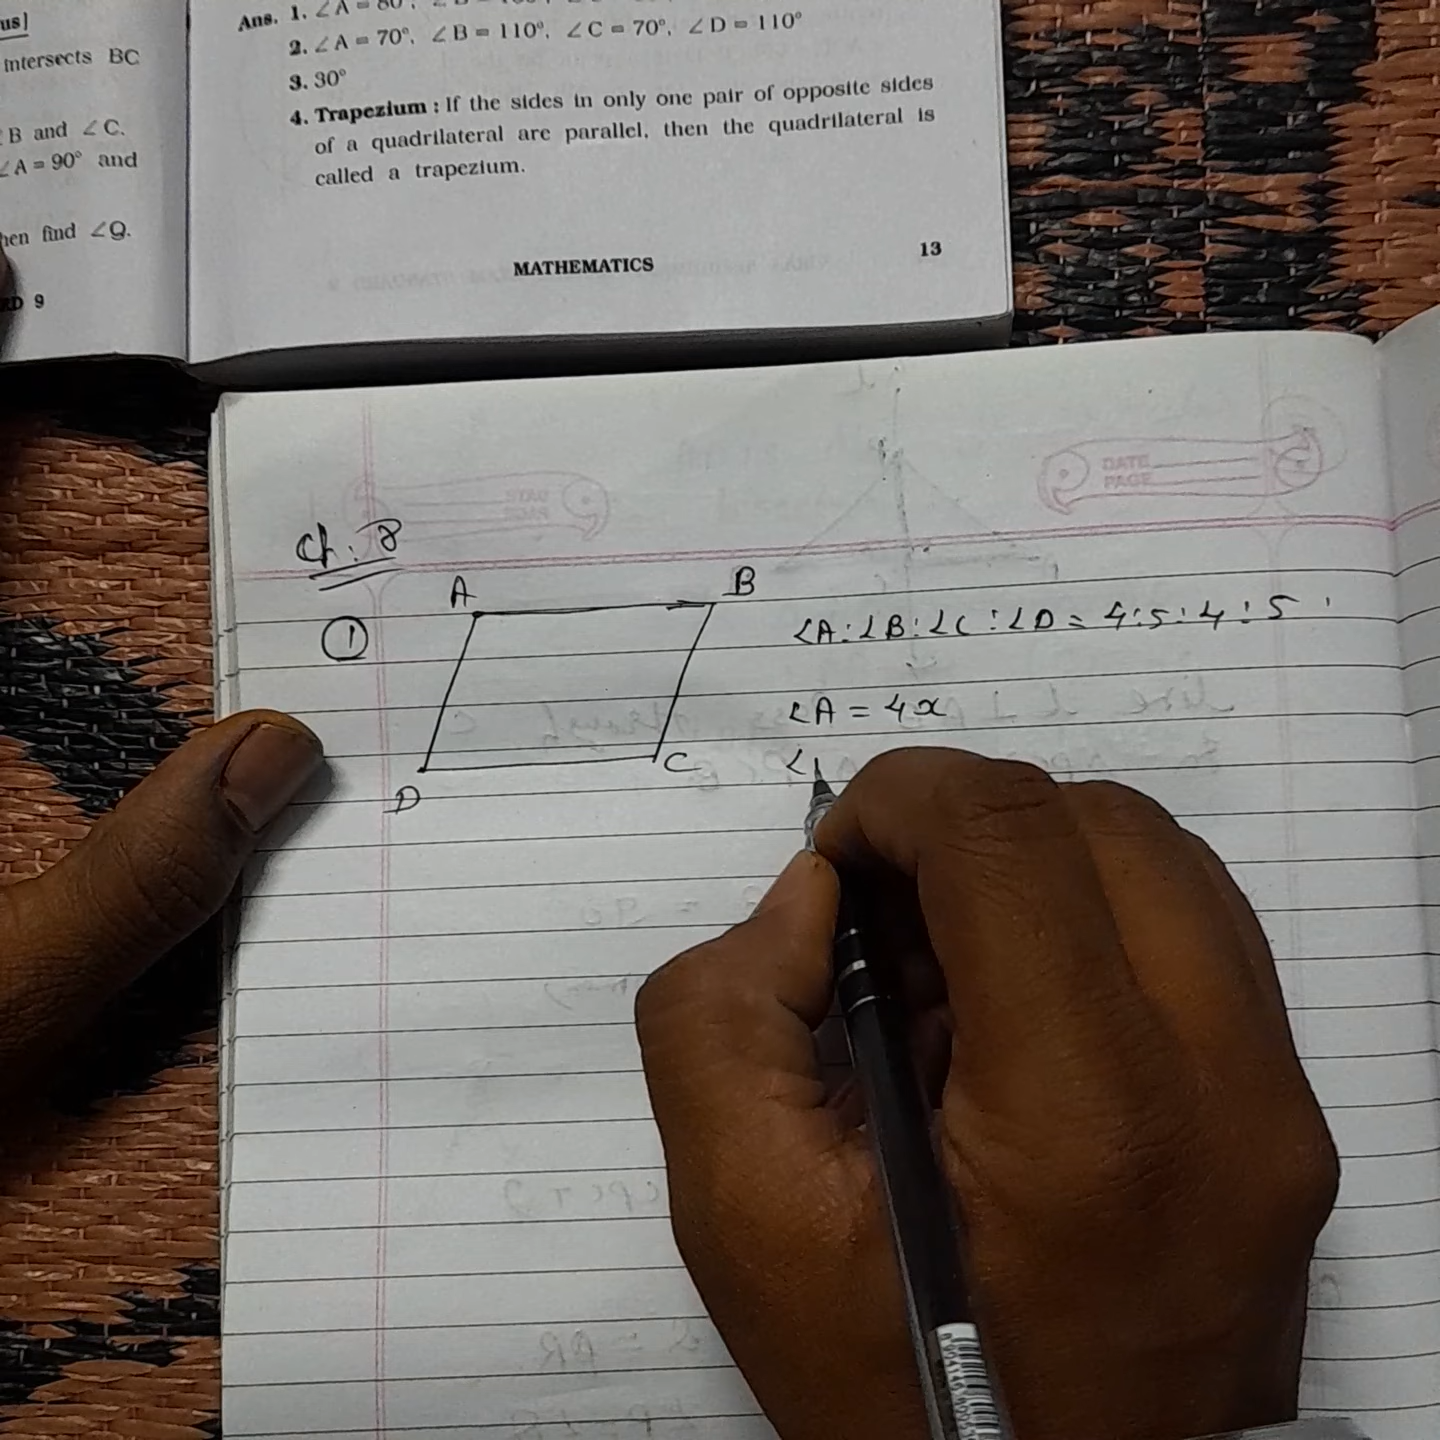 us]
intersects BC
B and ∠C.
∠A = 90° and
hen find ∠Q.
RD 9
Ans. 1. ∠A = 80°,
2. ∠A = 70°, ∠B = 110°, ∠C = 70°, ∠D = 110°
3. 30°
4. Trapezium : If the sides in only one pair of opposite sides
of a quadrilateral are parallel, then the quadrilateral is
called a trapezium.
MATHEMATICS 13
DATE
PAGE
Ch. 8
1
A B
D C
∠A : ∠B : ∠C : ∠D = 4 : 5 : 4 : 5
∠A = 4x
∠